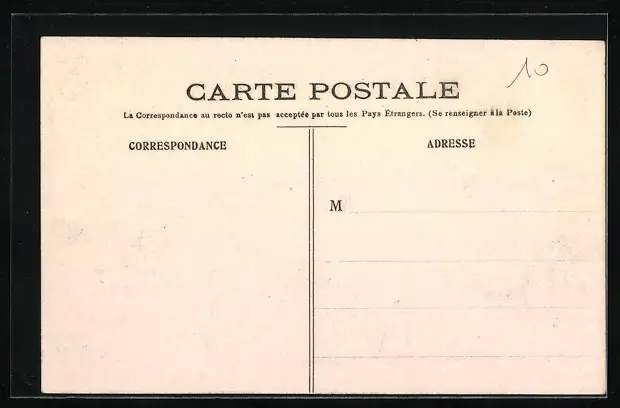 10
CARTE POSTALE
La Correspondance au recto n'est pas acceptée par tous les Pays Étrangers. (Se renseigner à la Poste)
CORRESPONDANCE
ADRESSE
M